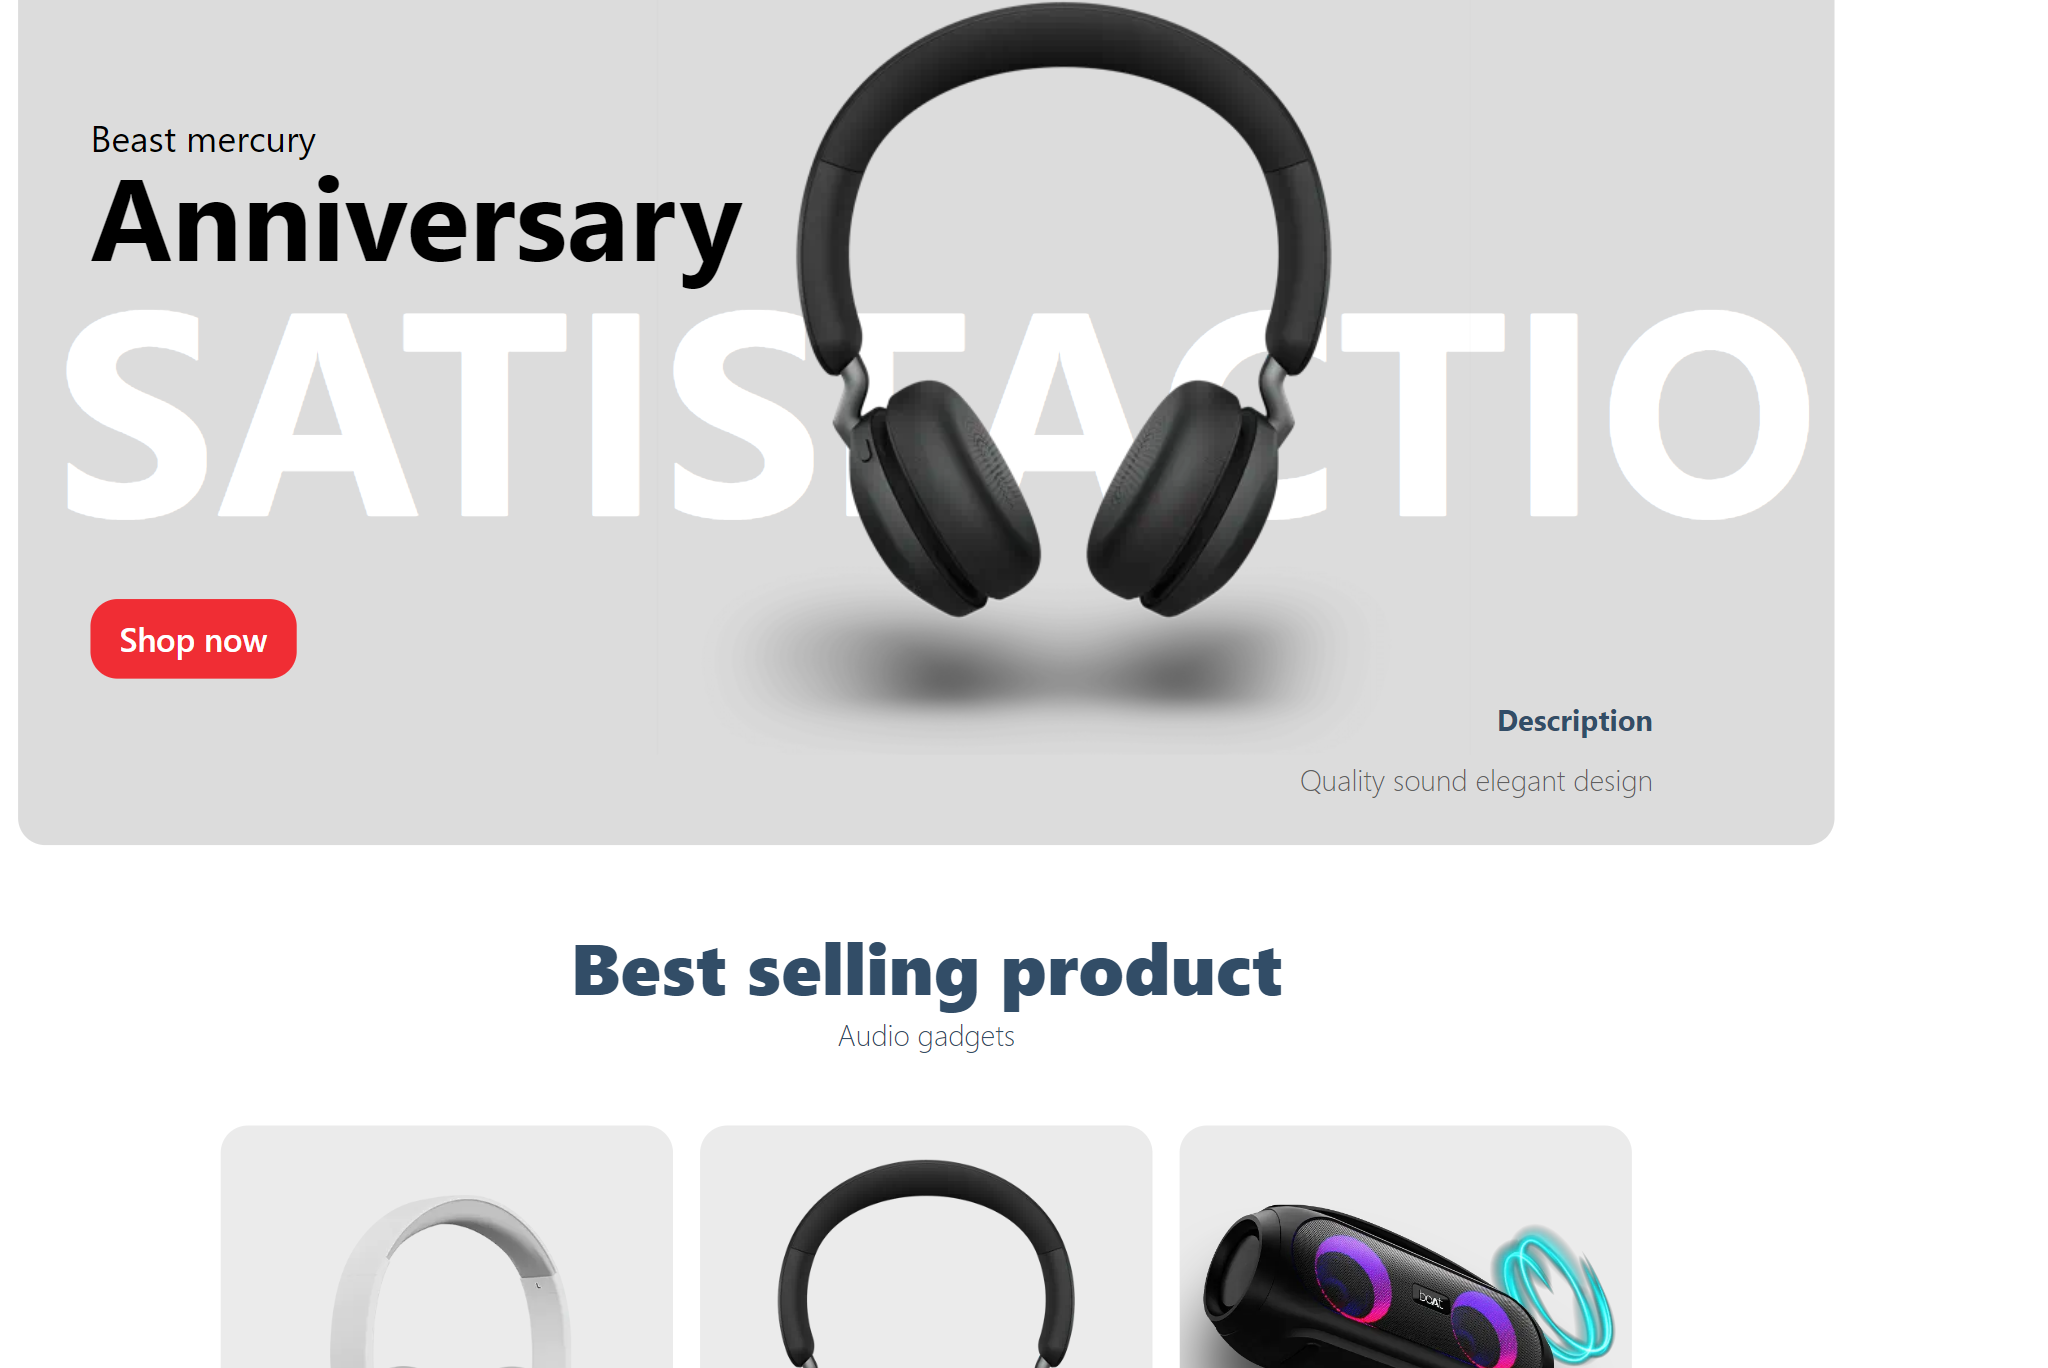 Beast mercury
Anniversary
SATISFACTIO
Shop now
Description
Quality sound elegant design
Best selling product
Audio gadgets
L
boAt